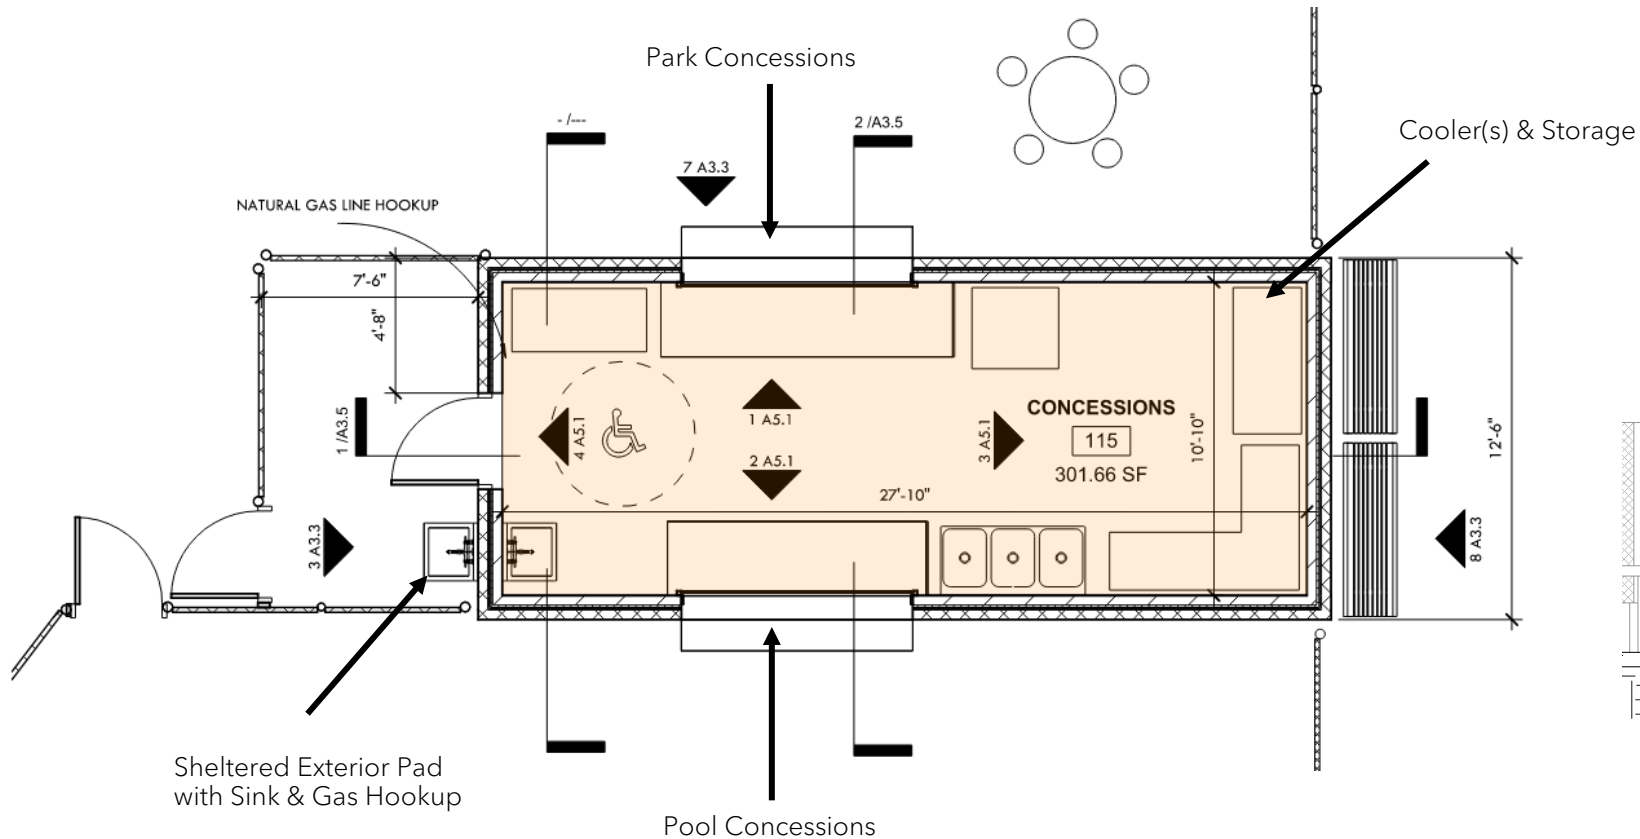 Park Concessions
- /---
2 /A3.5
Cooler(s) & Storage
7 A3.3
NATURAL GAS LINE HOOKUP
7'-6"
4'-8"
1 /A3.5
4 A5.1
1 A5.1
2 A5.1
3 A5.1
CONCESSIONS
115
301.66 SF
10'-10"
12'-6"
27'-10"
3 A3.3
8 A3.3
Sheltered Exterior Pad
with Sink & Gas Hookup
Pool Concessions